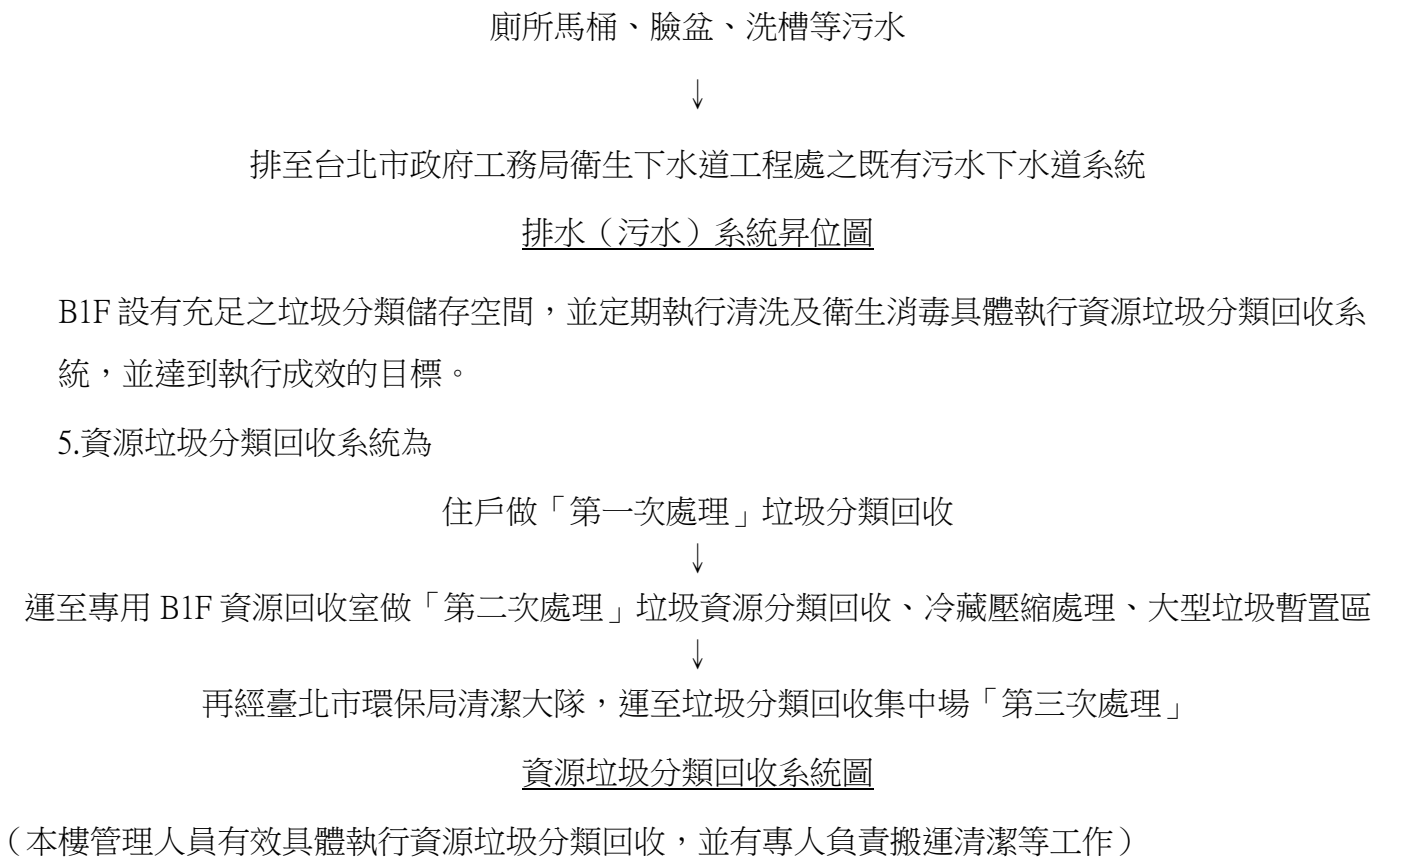 廁所馬桶、臉盆、洗槽等污水
↓
排至台北市政府工務局衛生下水道工程處之既有污水下水道系統
排水（污水）系統昇位圖
B1F 設有充足之垃圾分類儲存空間，並定期執行清洗及衛生消毒具體執行資源垃圾分類回收系
統，並達到執行成效的目標。
5.資源垃圾分類回收系統為
住戶做「第一次處理」垃圾分類回收
↓
運至專用 B1F 資源回收室做「第二次處理」垃圾資源分類回收、冷藏壓縮處理、大型垃圾暫置區
↓
再經臺北市環保局清潔大隊，運至垃圾分類回收集中場「第三次處理」
資源垃圾分類回收系統圖
（本樓管理人員有效具體執行資源垃圾分類回收，並有專人負責搬運清潔等工作）